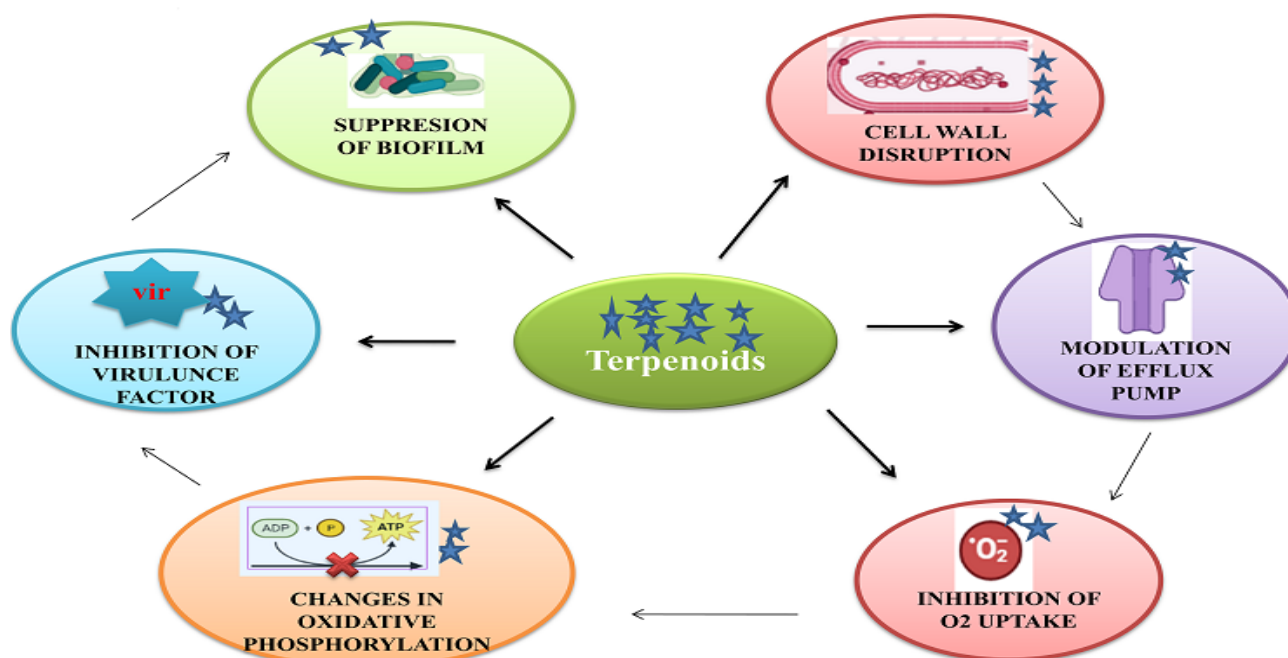 SUPPRESION
OF BIOFILM
CELL WALL
DISRUPTION
vir
INHIBITION OF
VIRULUNCE
FACTOR
Terpenoids
MODULATION
OF EFFLUX
PUMP
ADP + P ATP
CHANGES IN
OXIDATIVE
PHOSPHORYLATION
•O2−
INHIBITION OF
O2 UPTAKE